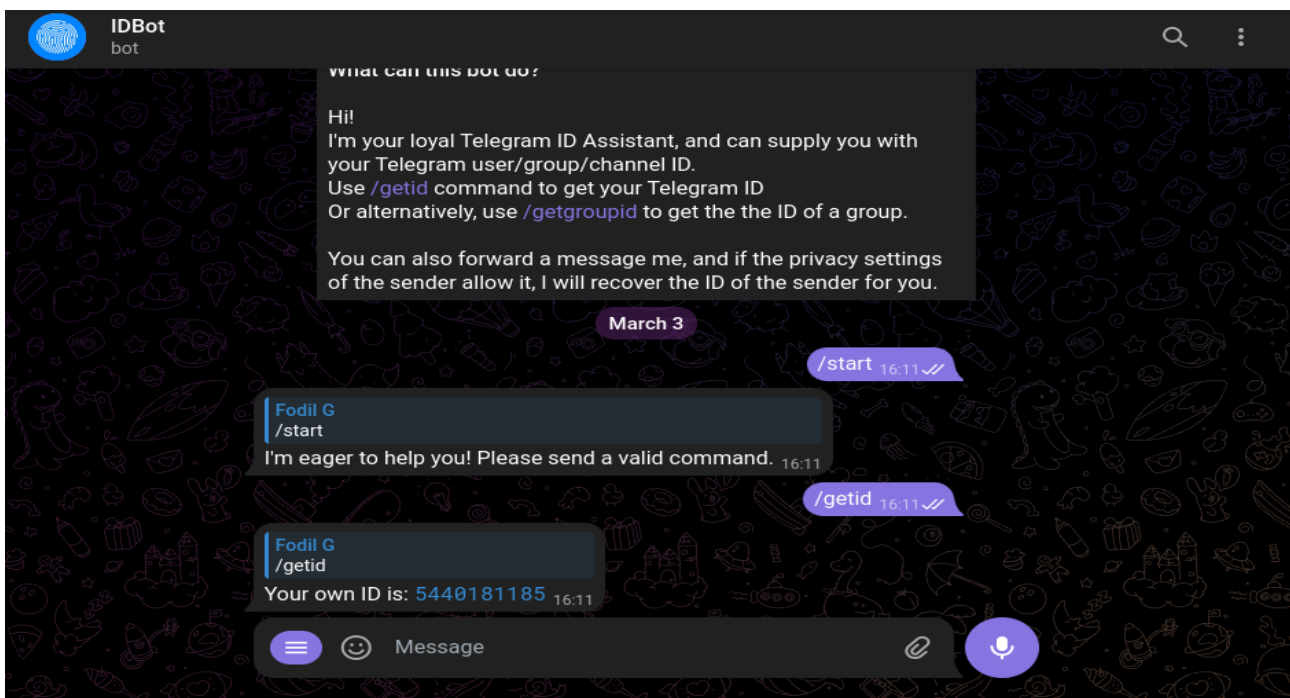 IDBot
bot
What can this bot do?
Hi!
I'm your loyal Telegram ID Assistant, and can supply you with
your Telegram user/group/channel ID.
Use /getid command to get your Telegram ID
Or alternatively, use /getgroupid to get the the ID of a group.
You can also forward a message me, and if the privacy settings
of the sender allow it, I will recover the ID of the sender for you.
March 3
/start 16:11
Fodil G
/start
I'm eager to help you! Please send a valid command. 16:11
/getid 16:11
Fodil G
/getid
Your own ID is: 5440181185 16:11
Message